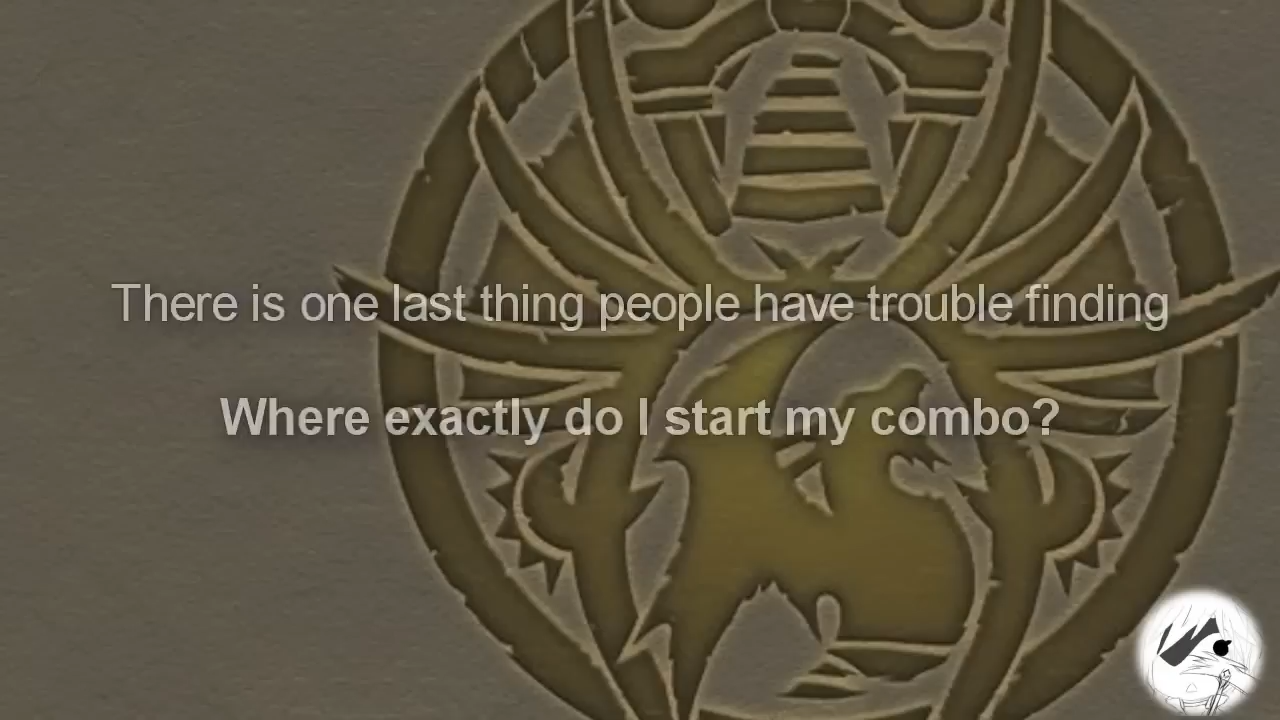 There is one last thing people have trouble finding
Where exactly do I start my combo?